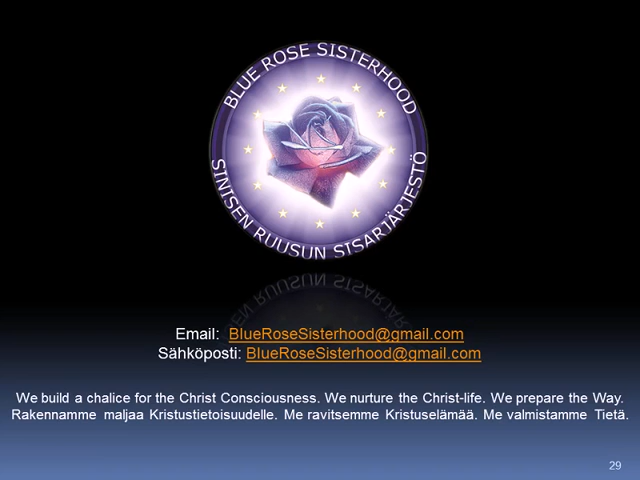 BLUE ROSE SISTERHOOD
SINISEN RUUSUN SISARJÄRJESTÖ
Email: BlueRoseSisterhood@gmail.com
Sähköposti: BlueRoseSisterhood@gmail.com
We build a chalice for the Christ Consciousness. We nurture the Christ-life. We prepare the Way.
Rakennamme maljaa Kristustietoisuudelle. Me ravitsemme Kristuselämää. Me valmistamme Tietä.
29